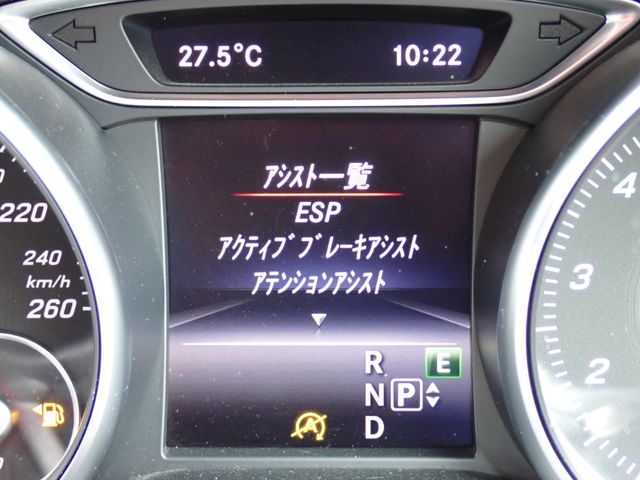 27.5°C 10:22
アシスト一覧
ESP
アクティブブレーキアシスト
アテンションアシスト
220
240
km/h
260
R E
N P
A D
4
3
2
1